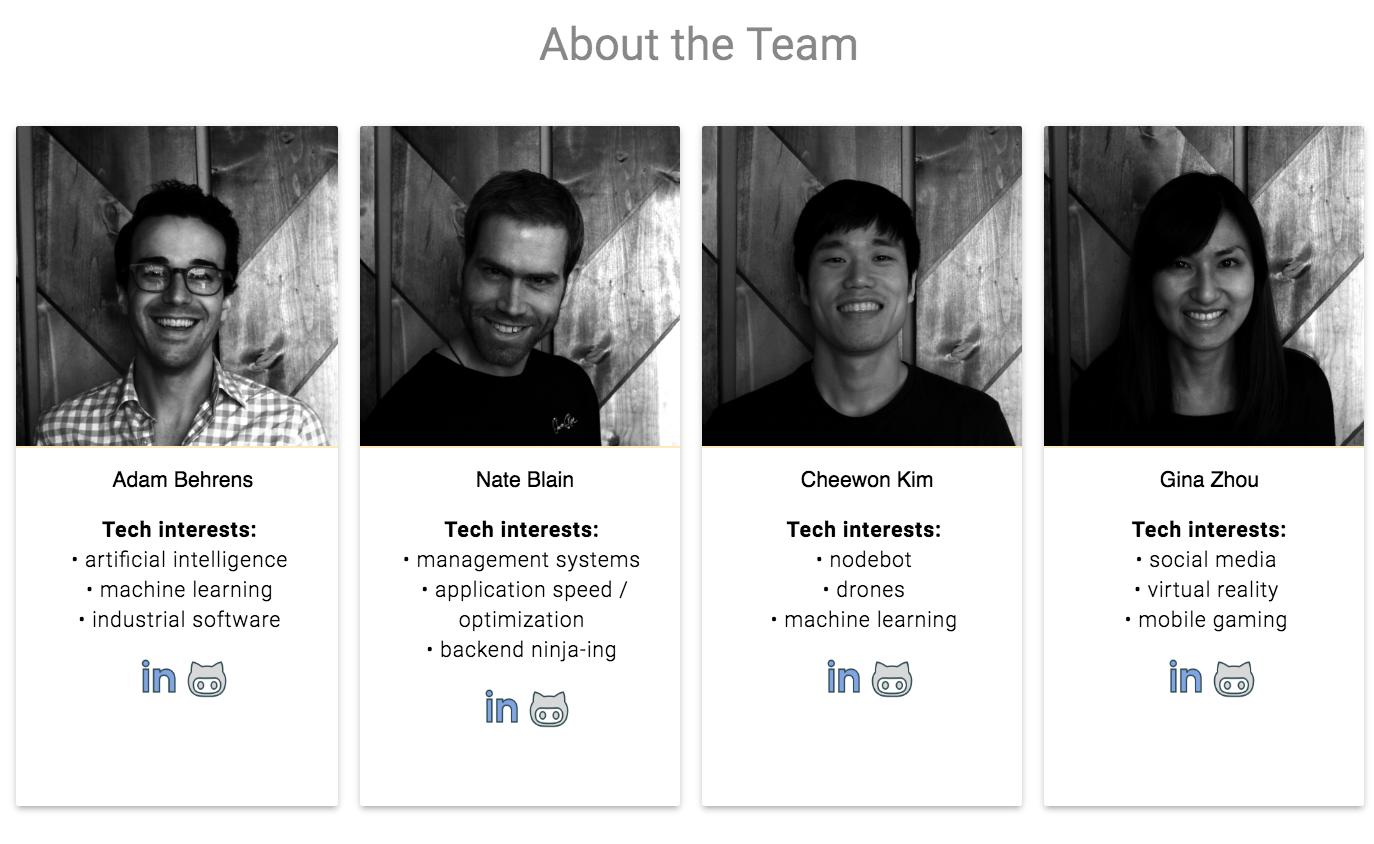 About the Team
Adam Behrens
Tech interests:
• artificial intelligence
• machine learning
• industrial software
in
Nate Blain
Tech interests:
• management systems
• application speed /
optimization
• backend ninja-ing
in
Cheewon Kim
Tech interests:
• nodebot
• drones
• machine learning
in
Gina Zhou
Tech interests:
• social media
• virtual reality
• mobile gaming
in